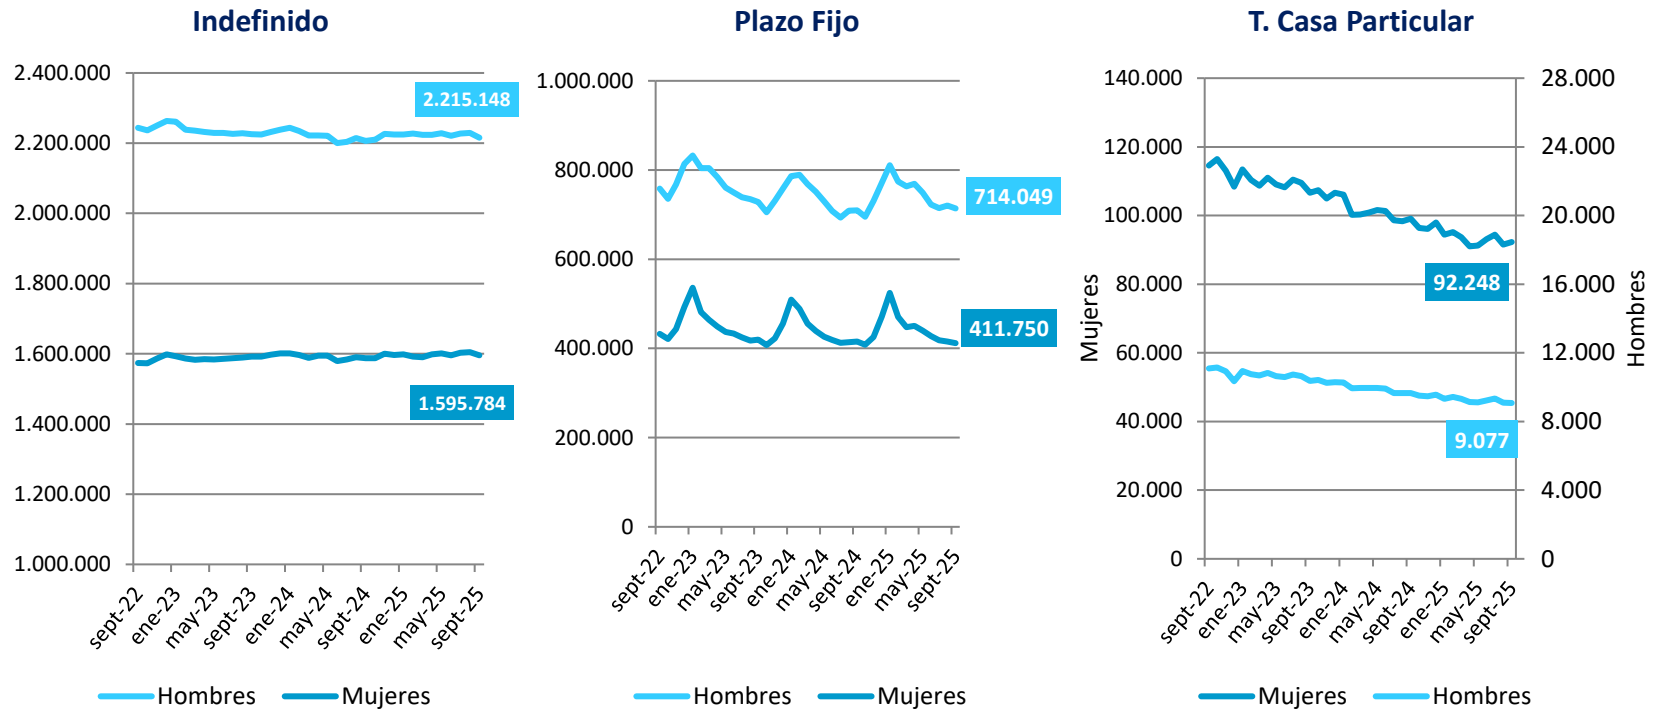 Indefinido
2.400.000
2.200.000
2.000.000
1.800.000
1.600.000
1.400.000
1.200.000
1.000.000
2.215.148
1.595.784
sept-22
ene-23
may-23
sept-23
ene-24
may-24
sept-24
ene-25
may-25
sept-25
Hombres
Mujeres
Plazo Fijo
1.000.000
800.000
600.000
400.000
200.000
0
714.049
411.750
sept-22
ene-23
may-23
sept-23
ene-24
may-24
sept-24
ene-25
may-25
sept-25
Hombres
Mujeres
T. Casa Particular
Mujeres
140.000
120.000
100.000
80.000
60.000
40.000
20.000
0
92.248
9.077
28.000
24.000
20.000
16.000
12.000
8.000
4.000
0
Hombres
sept-22
ene-23
may-23
sept-23
ene-24
may-24
sept-24
ene-25
may-25
sept-25
Mujeres
Hombres